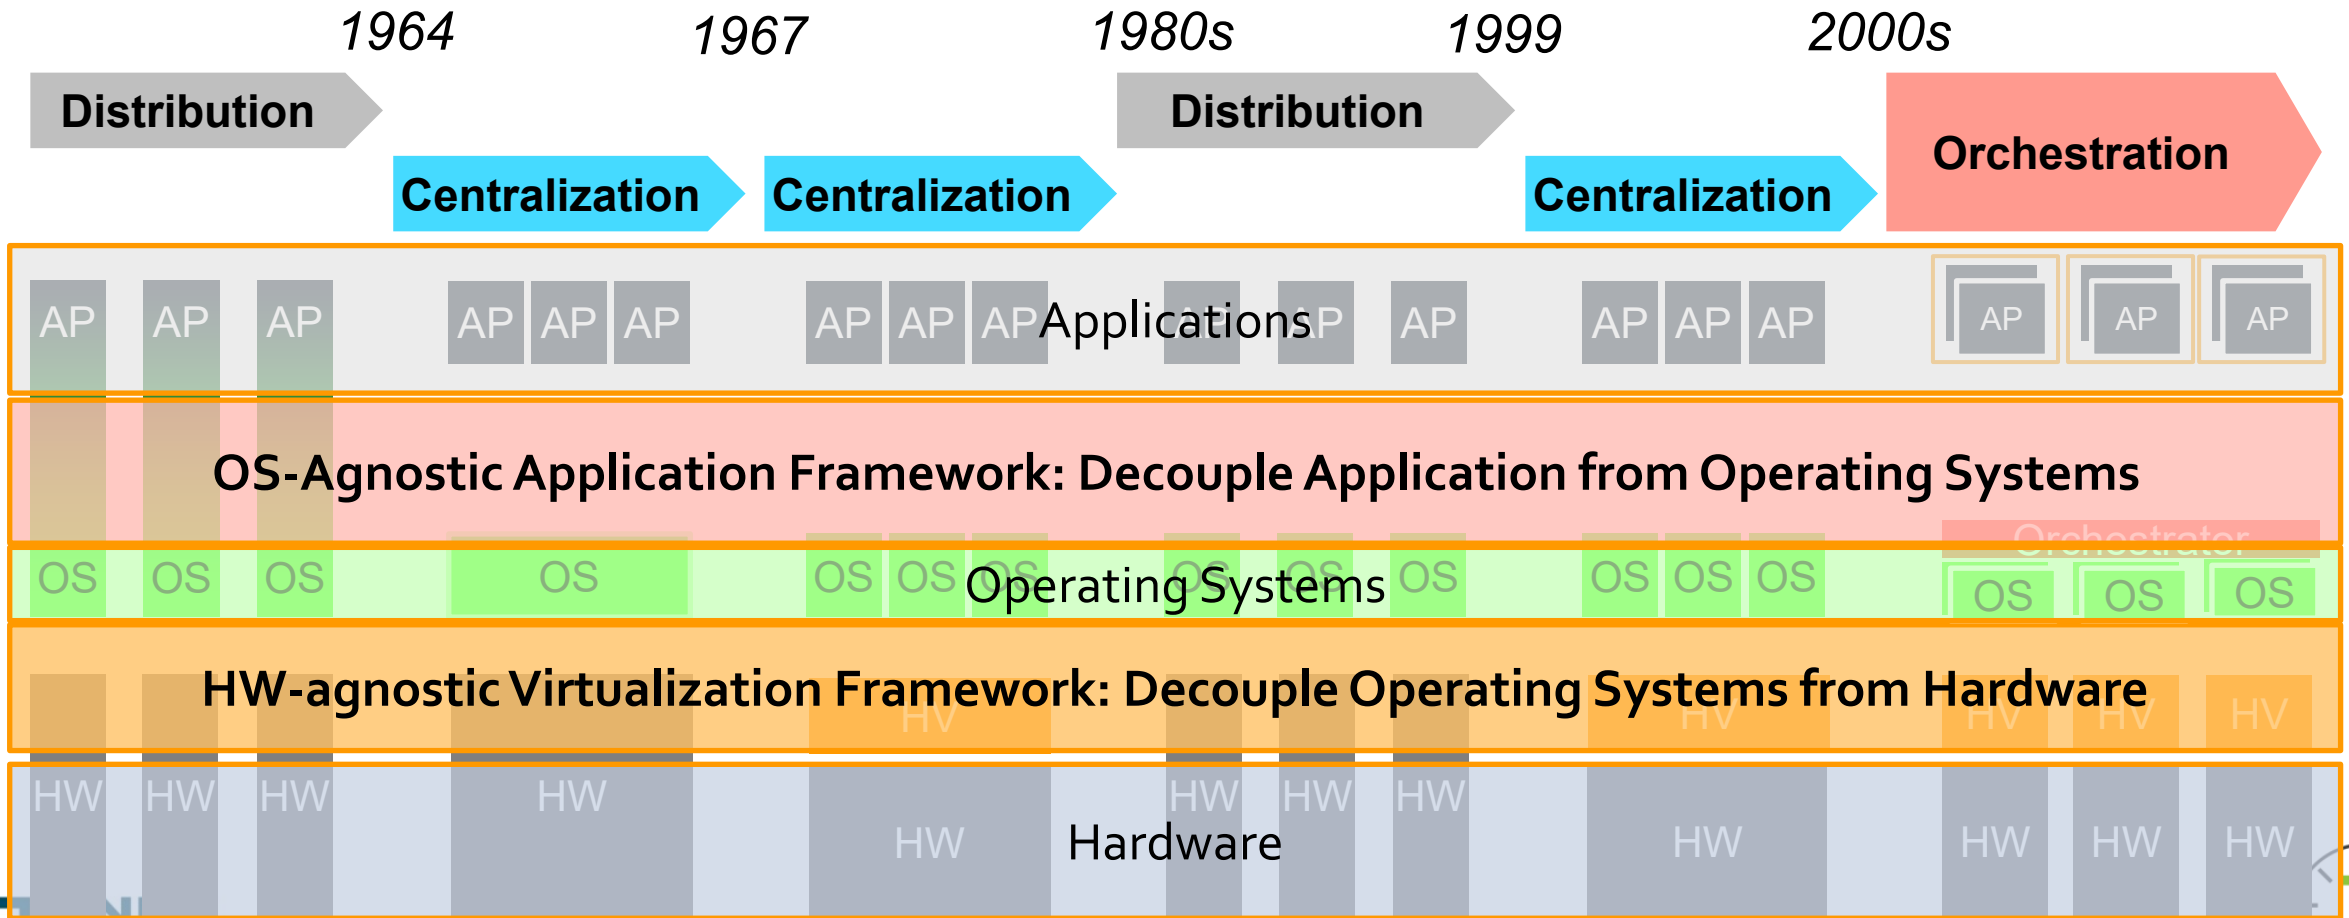 1964 1967 1980s 1999 2000s
Distribution Distribution
Orchestration
Centralization Centralization Centralization
AP AP AP AP AP AP AP AP AP AP AP AP AP AP AP AP AP AP
Applications
OS-Agnostic Application Framework: Decouple Application from Operating Systems
Orchestrator
OS OS OS OS OS OS OS OS OS OS OS OS OS OS OS OS
Operating Systems
HW-agnostic Virtualization Framework: Decouple Operating Systems from Hardware
HV HV HV HV HV
HW HW HW HW HW HW HW
HW HW HW HW HW
Hardware